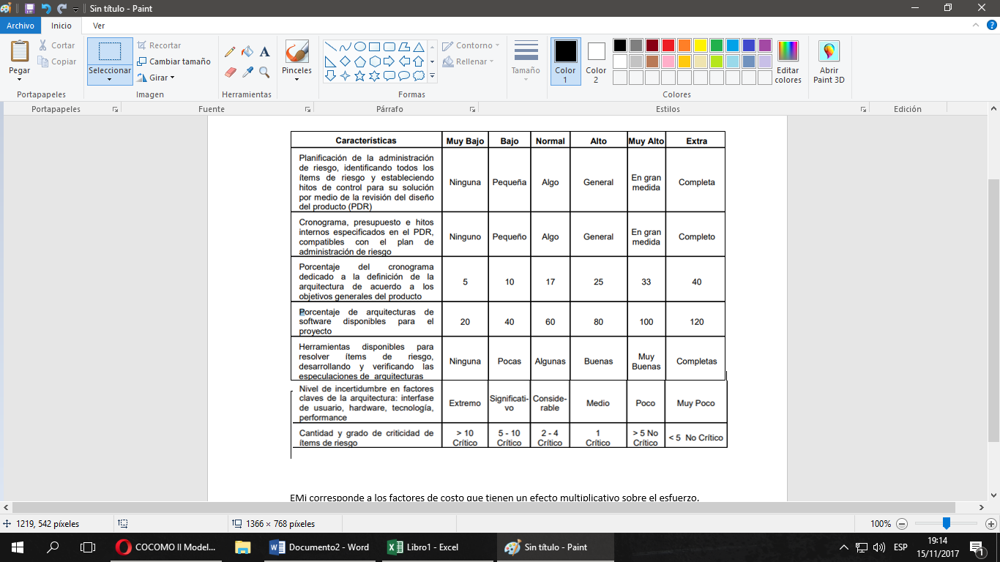 Sin título - Paint
Archivo Inicio Ver
Pegar
Cortar
Copiar
Portapapeles
Seleccionar
Recortar
Cambiar tamaño
Girar
Imagen
A
Herramientas
Pinceles
Contorno
Rellenar
Formas
Tamaño
Color 1
Color 2
Editar colores
Colores
Abrir Paint 3D
Portapapeles Fuente Párrafo Estilos Edición
Características Muy Bajo Bajo Normal Alto Muy Alto Extra
Planificación de la administración
de riesgo, identificando todos los
ítems de riesgo y estableciendo
hitos de control para su solución
por medio de la revisión del diseño
del producto (PDR)
Ninguna Pequeña Algo General En gran medida Completa
Cronograma, presupuesto e hitos
internos especificados en el PDR,
compatibles con el plan de
administración de riesgo
Ninguno Pequeño Algo General En gran medida Completo
Porcentaje del cronograma
dedicado a la definición de la
arquitectura de acuerdo a los
objetivos generales del producto
5 10 17 25 33 40
Porcentaje de arquitecturas de
software disponibles para el
proyecto
20 40 60 80 100 120
Herramientas disponibles para
resolver ítems de riesgo,
desarrollando y verificando las
especulaciones de arquitecturas
Ninguna Pocas Algunas Buenas Muy Buenas Completas
Nivel de incertidumbre en factores
claves de la arquitectura: interfase
de usuario, hardware, tecnología,
performance
Extremo Significati-vo Conside-rable Medio Poco Muy Poco
Cantidad y grado de criticidad de
ítems de riesgo
> 10 Crítico 5 - 10 Crítico 2 - 4 Crítico 1 Crítico > 5 No Crítico < 5 No Crítico
EMi corresponde a los factores de costo que tienen un efecto multiplicativo sobre el esfuerzo.
1219, 542 píxeles 1366 × 768 píxeles 100%
COCOMO II Model... Documento2 - Word Libro1 - Excel Sin título - Paint ESP 19:14
15/11/2017 1